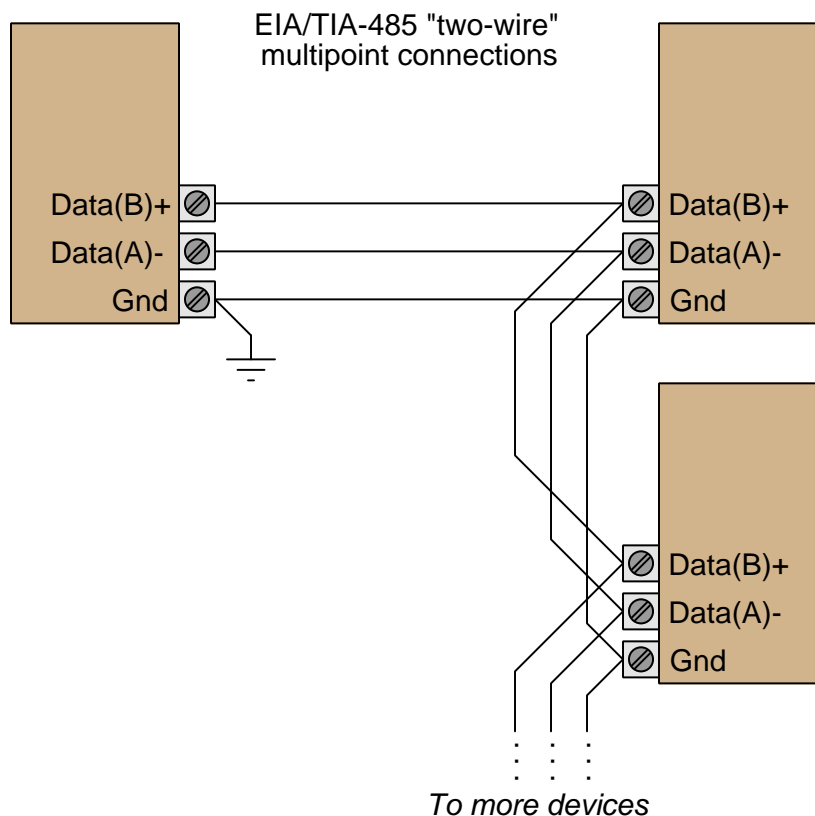 EIA/TIA-485 "two-wire"
multipoint connections
Data(B)+
Data(A)-
Gnd
Data(B)+
Data(A)-
Gnd
Data(B)+
Data(A)-
Gnd
To more devices